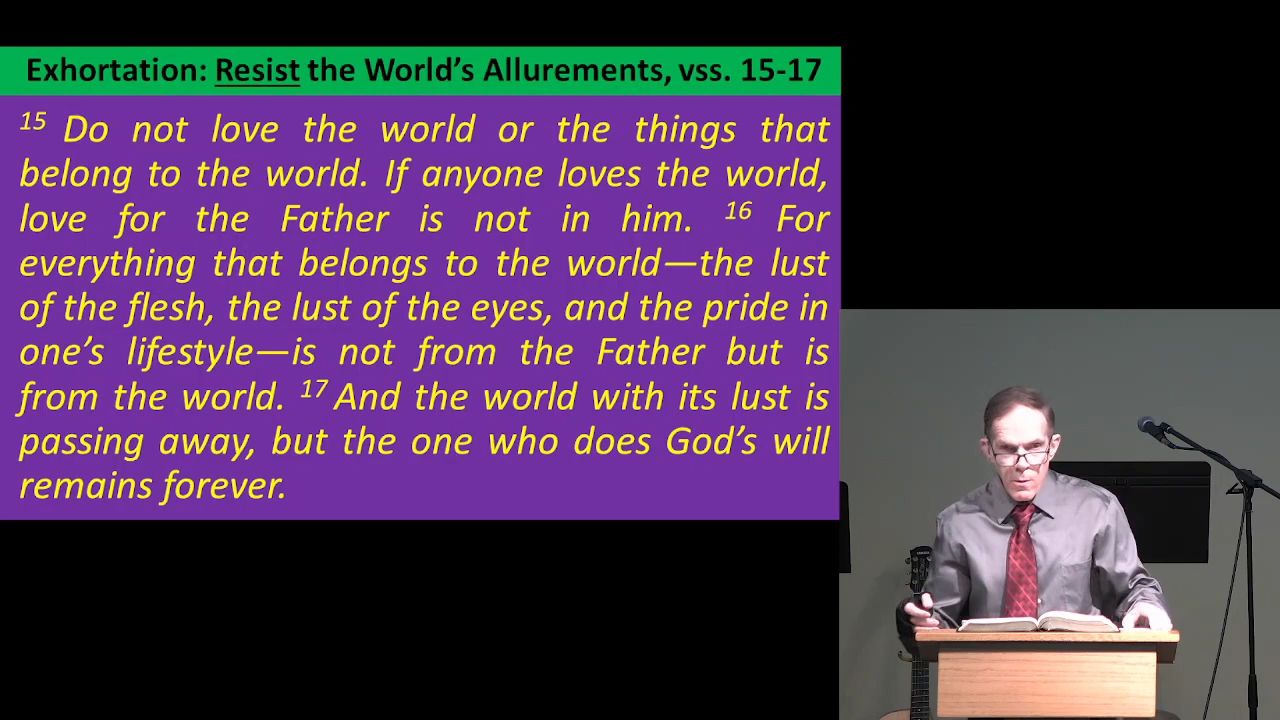 Exhortation: Resist the World’s Allurements, vss. 15-17
15 Do not love the world or the things that
belong to the world. If anyone loves the world,
love for the Father is not in him. 16 For
everything that belongs to the world—the lust
of the flesh, the lust of the eyes, and the pride in
one’s lifestyle—is not from the Father but is
from the world. 17 And the world with its lust is
passing away, but the one who does God’s will
remains forever.